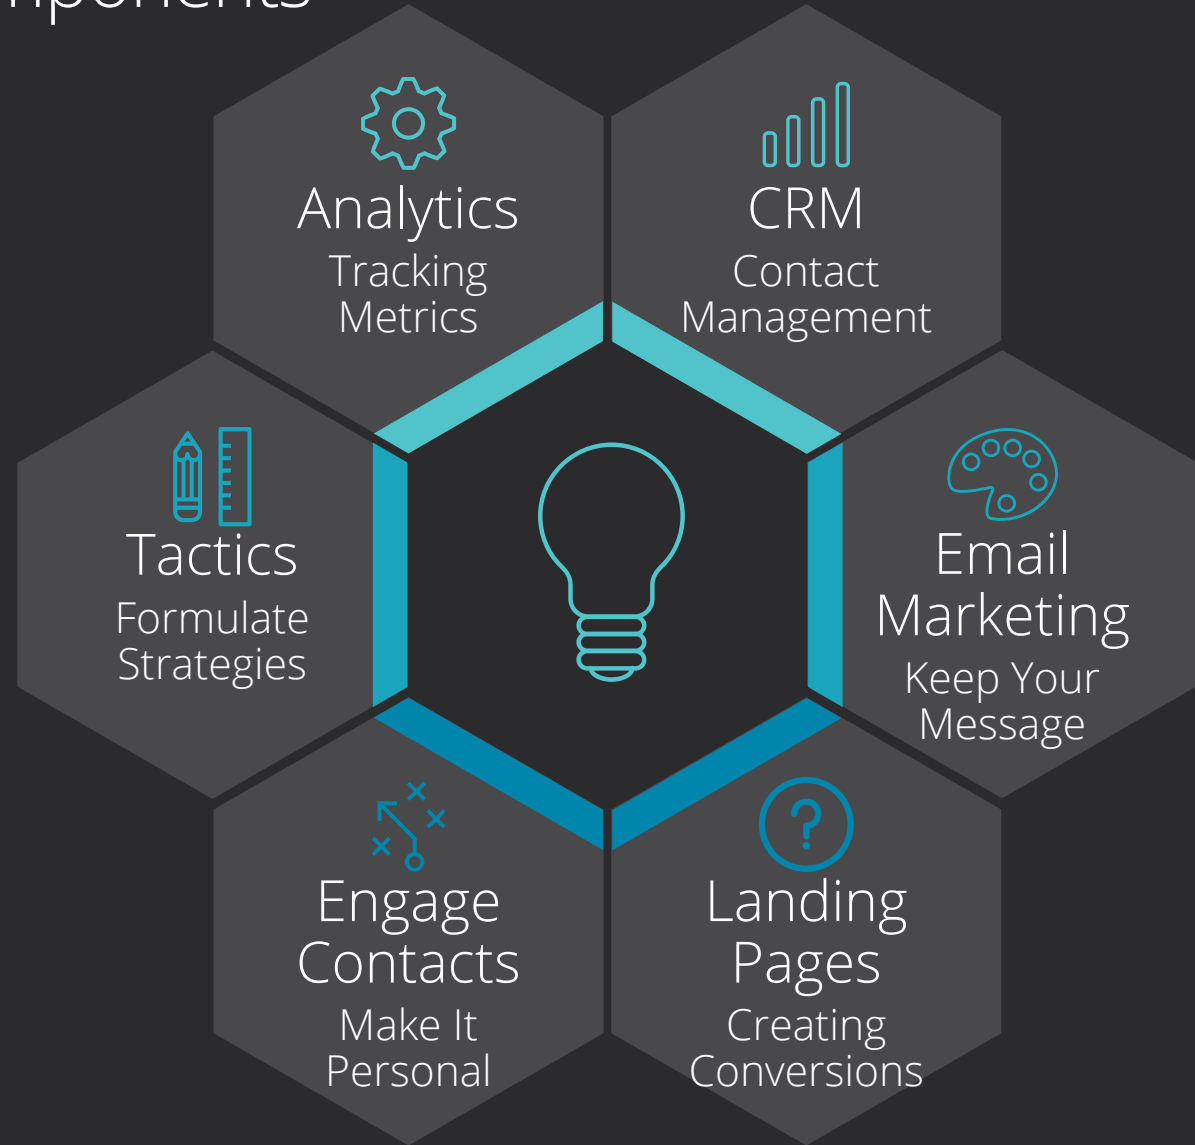 Analytics
Tracking
Metrics
CRM
Contact
Management
Tactics
Formulate
Strategies
Email
Marketing
Keep Your
Message
Engage
Contacts
Make It
Personal
Landing
Pages
Creating
Conversions